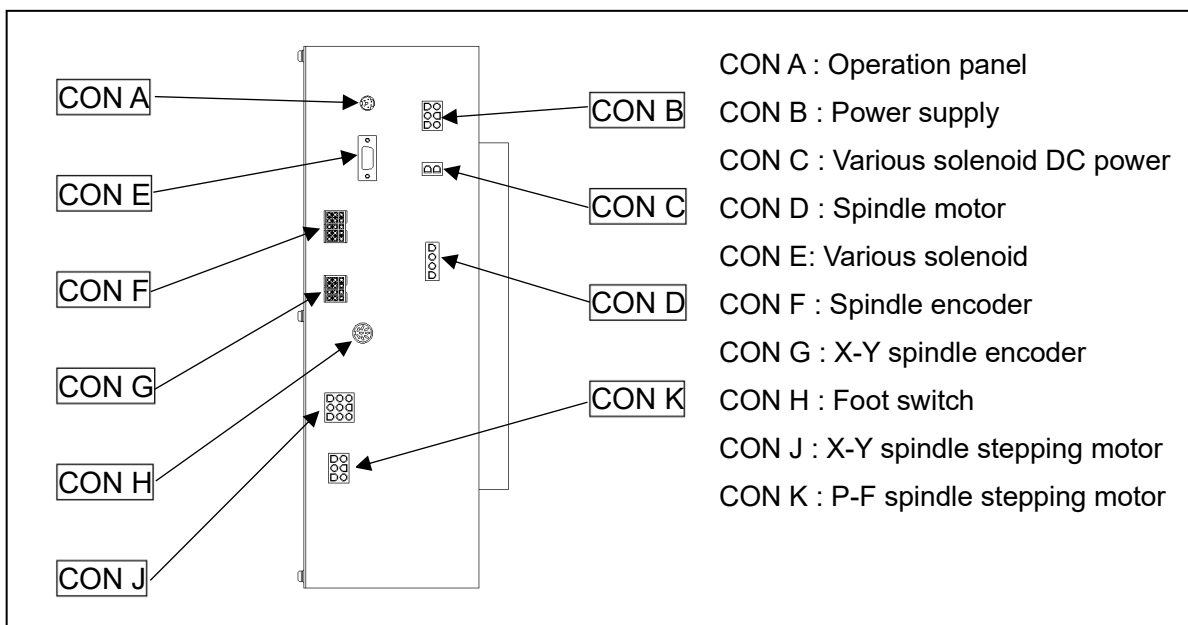 CON A
CON E
CON F
CON G
CON H
CON J
CON B
CON C
CON D
CON K
CON A : Operation panel
CON B : Power supply
CON C : Various solenoid DC power
CON D : Spindle motor
CON E: Various solenoid
CON F : Spindle encoder
CON G : X-Y spindle encoder
CON H : Foot switch
CON J : X-Y spindle stepping motor
CON K : P-F spindle stepping motor